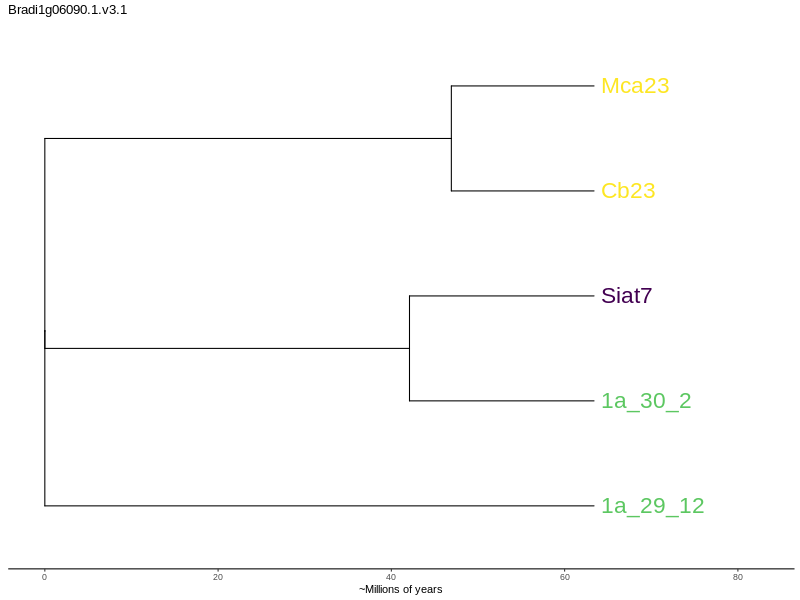 Bradi1g06090.1.v3.1
Mca23
Cb23
Siat7
1a_30_2
1a_29_12
0 20 40 60 80
~Millions of years